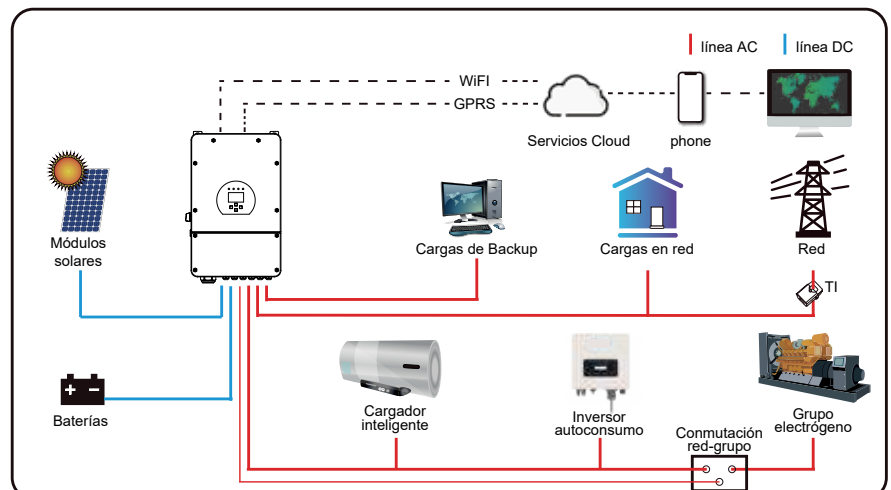 línea AC
línea DC
WiFI
GPRS
Servicios Cloud
phone
Módulos
solares
Cargas de Backup
Cargas en red
Red
TI
Baterías
Cargador
inteligente
Inversor
autoconsumo
Grupo
electrógeno
Conmutación
red-grupo